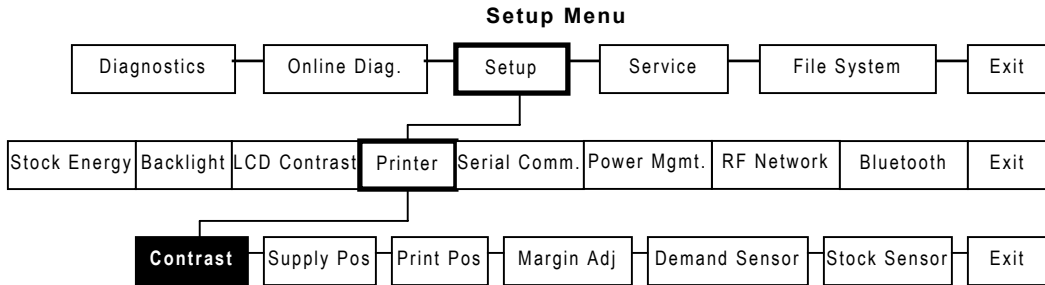 Setup Menu
Diagnostics Online Diag. Setup Service File System Exit
Stock Energy Backlight LCD Contrast Printer Serial Comm. Power Mgmt. RF Network Bluetooth Exit
Contrast Supply Pos Print Pos Margin Adj Demand Sensor Stock Sensor Exit